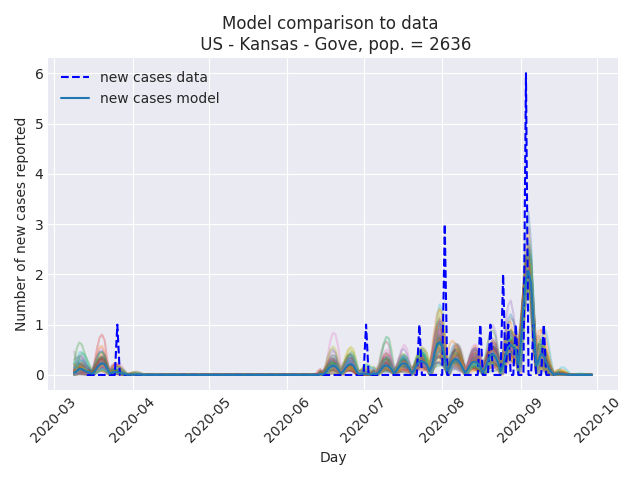 Model comparison to data
US - Kansas - Gove, pop. = 2636
new cases data
new cases model
Number of new cases reported
6
5
4
3
2
1
0
2020-03
2020-04
2020-05
2020-06
2020-07
2020-08
2020-09
2020-10
Day